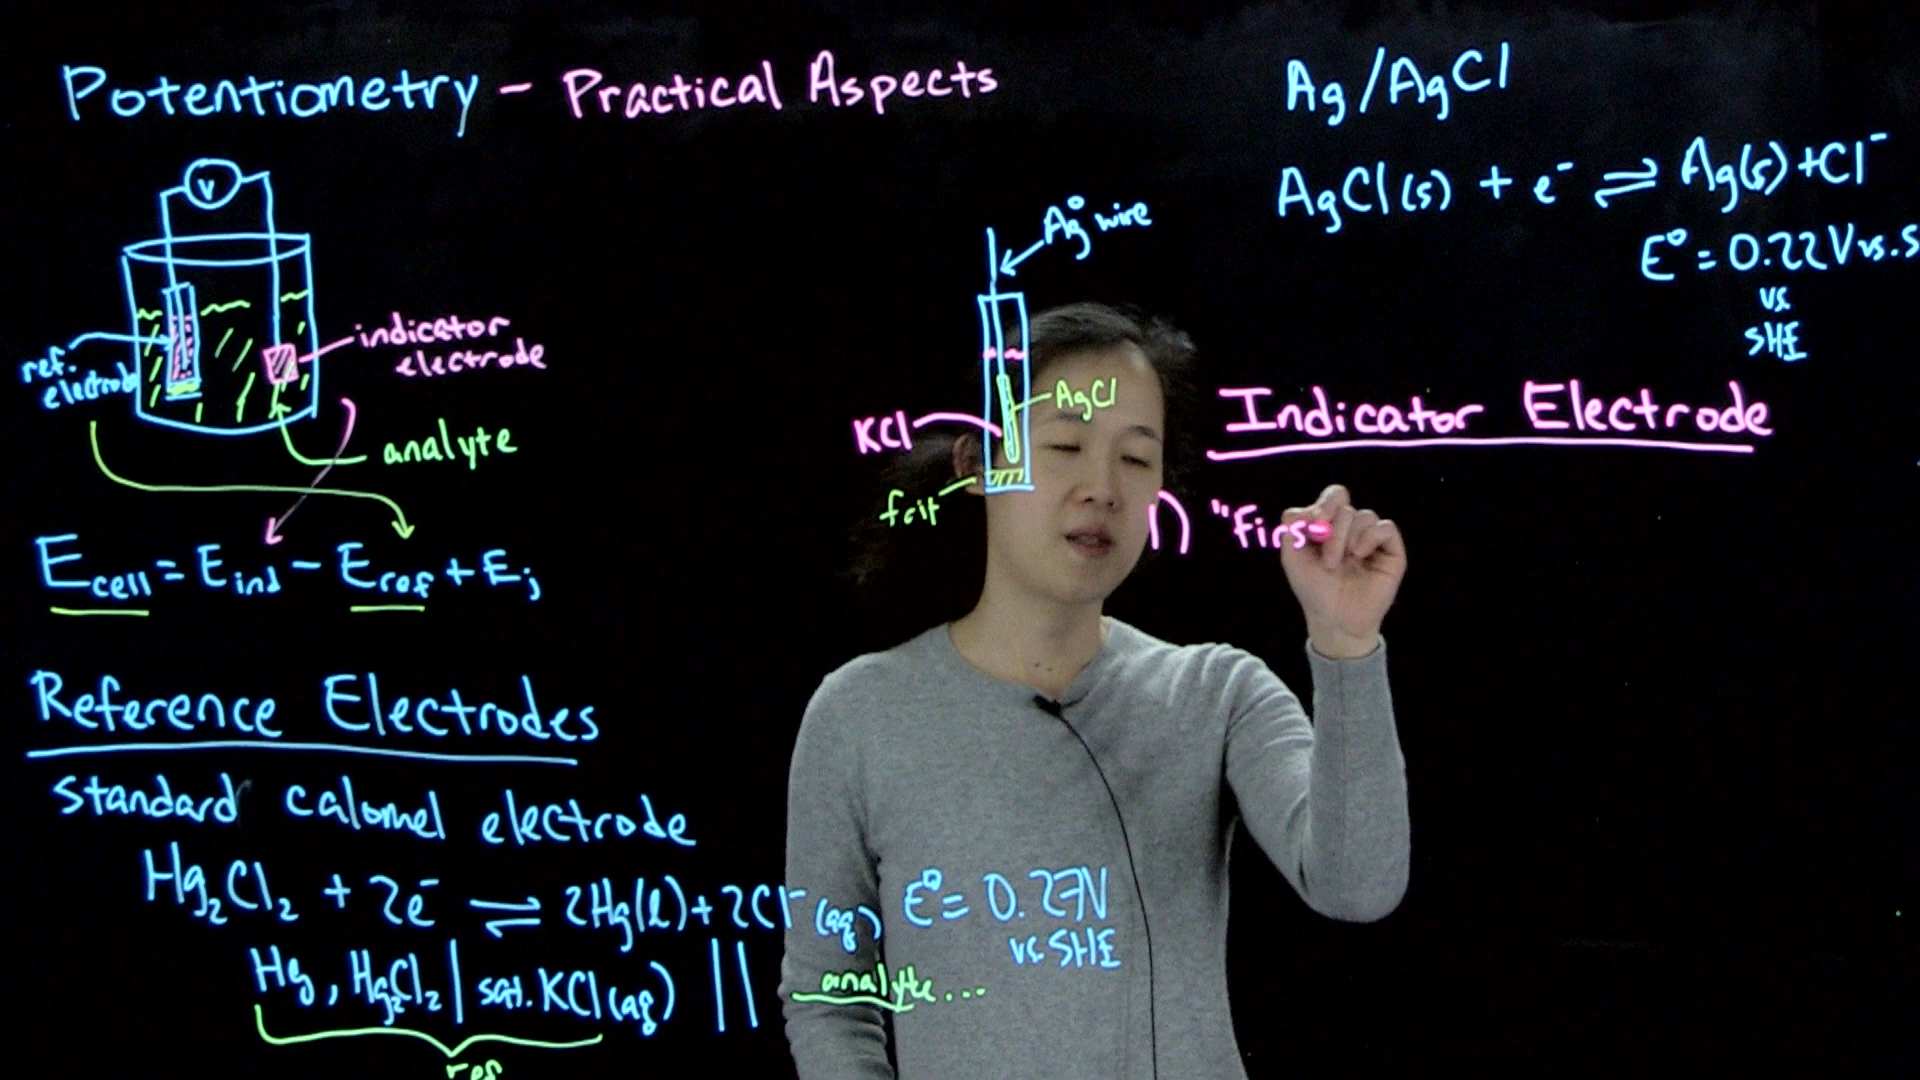 Potentiometry - Practical Aspects
V
ref.
electrode
indicator
electrode
analyte
Ecell = Eind - Eref + Ej
Reference Electrodes
standard calomel electrode
Hg2Cl2 + 2e- ⇌ 2Hg(l) + 2Cl- (aq) E° = 0.27V
vs. SHE
Hg, Hg2Cl2 | sat. KCl (aq) || analyte...
ref
Ag° wire
AgCl
KCl
frit
Ag/AgCl
AgCl(s) + e- ⇌ Ag(s) + Cl-
E° = 0.22V vs. S
vs
SHE
Indicator Electrode
1) "Firs